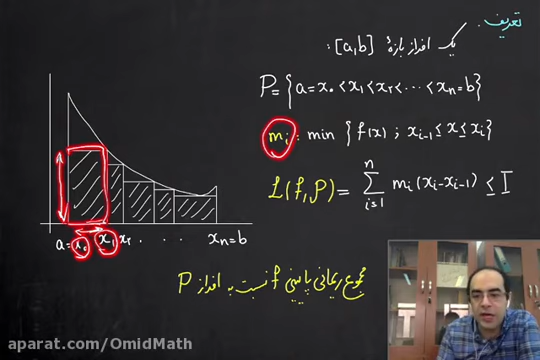 تعریف.
یک افراز بازهٔ [a,b] :
P = { a = x₀ < x₁ < x₂ < ⋯ < xₙ = b }
mᵢ : min { f(x) ; xᵢ₋₁ ≤ x ≤ xᵢ }
L(f,P) = ∑ᵢ₌₁ⁿ mᵢ (xᵢ - xᵢ₋₁) ≤ I
a = x₀ x₁ x₂ . . . xₙ = b
مجموع ریمانی پایینی f نسبت به افراز P
aparat.com/OmidMath